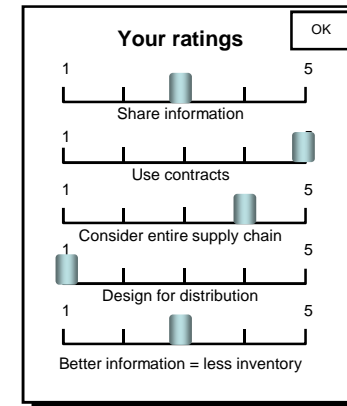 Your ratings
OK
1 5
Share information
1
Use contracts
1 5
Consider entire supply chain
1 5
Design for distribution
1 5
Better information = less inventory